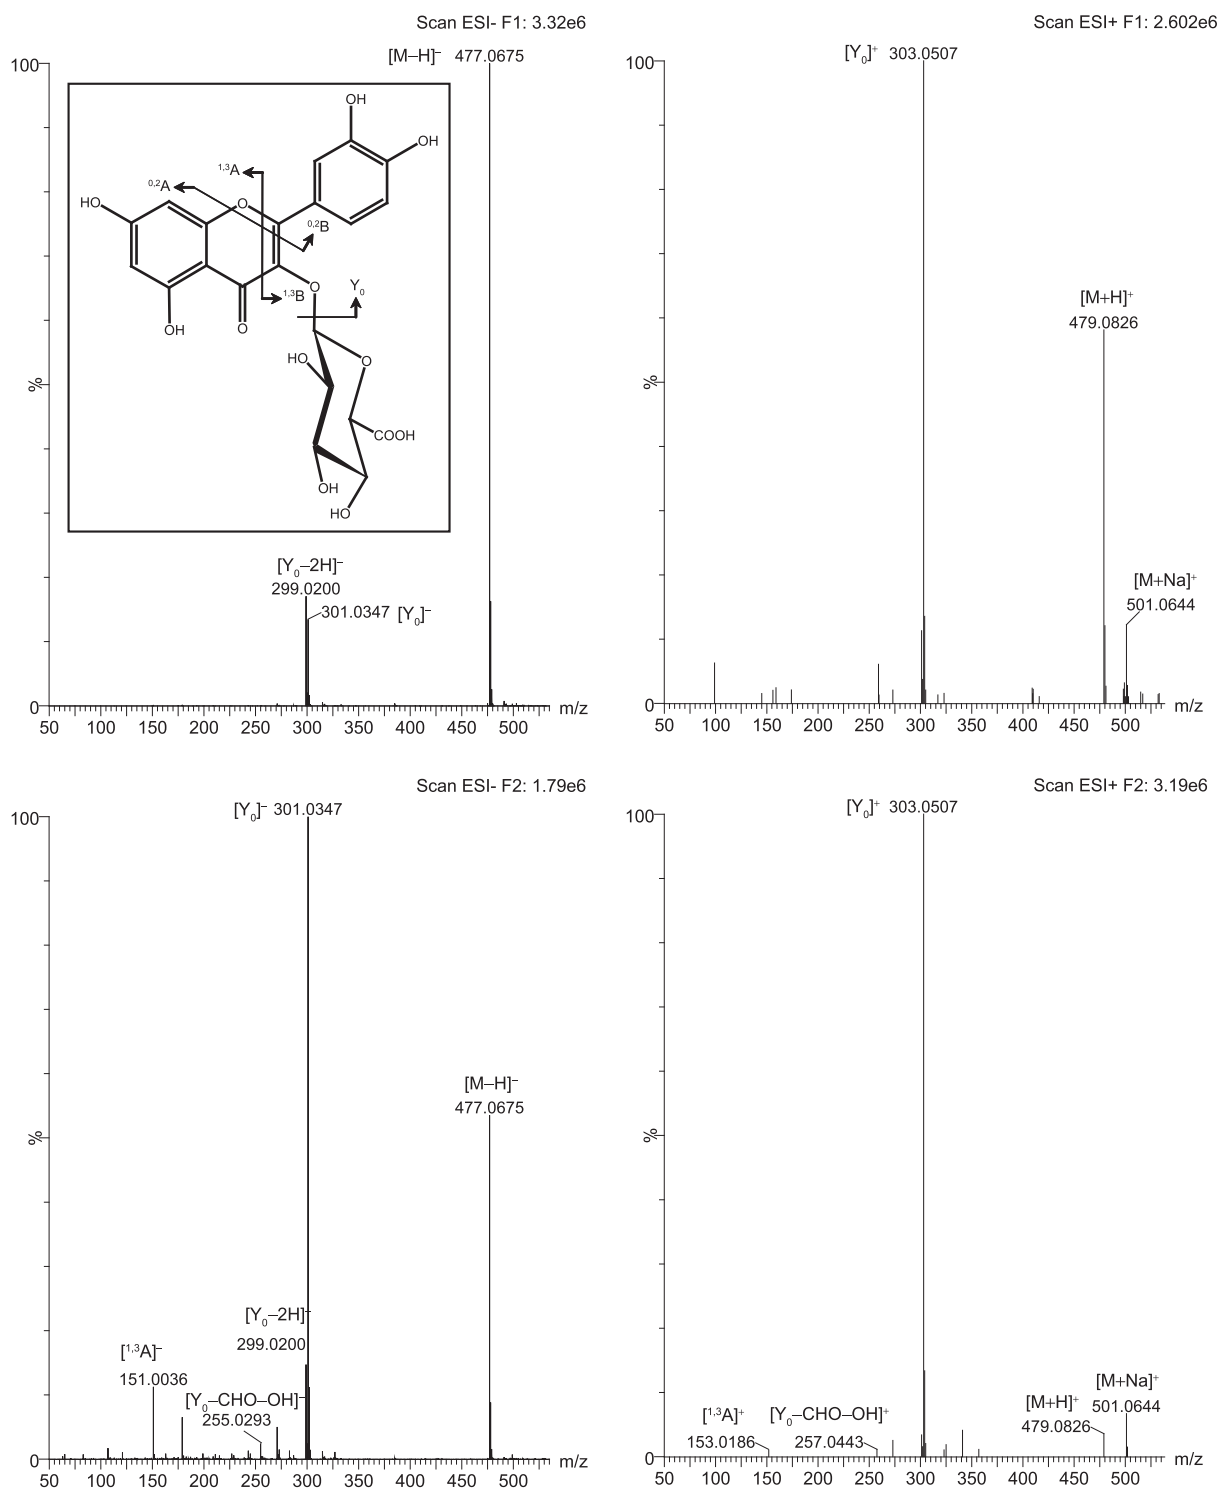 Scan ESI- F1: 3.32e6
[M–H]⁻ 477.0675
100
OH
OH
1,3A
0,2A
HO
O
0,2B
O
Y₀
1,3B
OH
O
HO
O
COOH
OH
HO
%
[Y₀–2H]⁻
299.0200
301.0347 [Y₀]⁻
0
m/z
50 100 150 200 250 300 350 400 450 500
Scan ESI+ F1: 2.602e6
[Y₀]⁺ 303.0507
100
[M+H]⁺
479.0826
%
[M+Na]⁺
501.0644
0
m/z
50 100 150 200 250 300 350 400 450 500
Scan ESI- F2: 1.79e6
[Y₀]⁻ 301.0347
100
[M–H]⁻
477.0675
%
[Y₀–2H]⁻
299.0200
[1,3A]⁻
151.0036
[Y₀–CHO–OH]⁻
255.0293
0
m/z
50 100 150 200 250 300 350 400 450 500
Scan ESI+ F2: 3.19e6
[Y₀]⁺ 303.0507
100
%
[M+Na]⁺
[M+H]⁺ 501.0644
[1,3A]⁺ [Y₀–CHO–OH]⁺ 479.0826
153.0186 257.0443
0
m/z
50 100 150 200 250 300 350 400 450 500